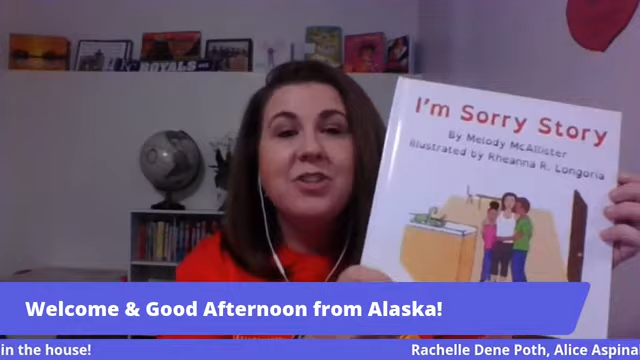 ROYALS
I'm Sorry Story
By Melody McAllister
Illustrated by Rheanna R. Longoria
Welcome & Good Afternoon from Alaska!
in the house! Rachelle Dene Poth, Alice Aspina